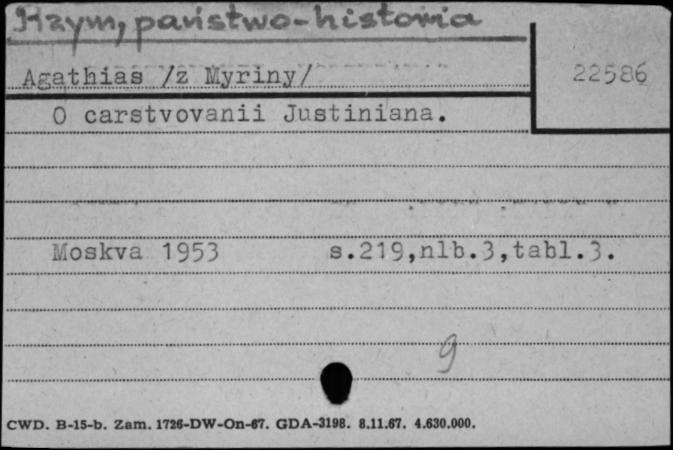 Rzym, państwo-historia
Agathias /z Myriny/
22586
O carstvovanii Justiniana.
Moskva 1953 s.219,nlb.3,tabl.3.
9
CWD. B-15-b. Zam. 1726-DW-On-67. GDA-3198. 8.11.67. 4.630.000.